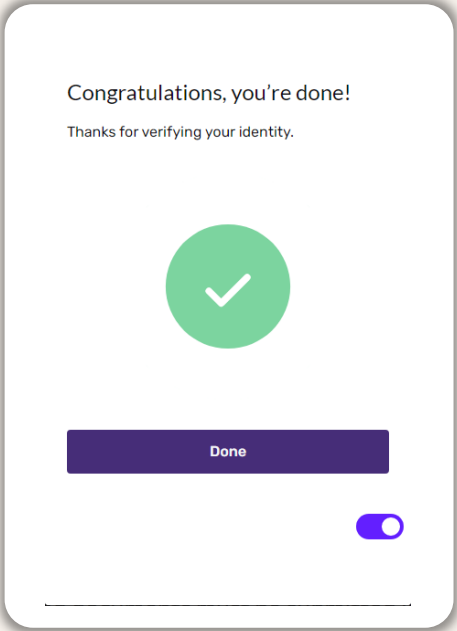 Congratulations, you’re done!
Thanks for verifying your identity.
Done